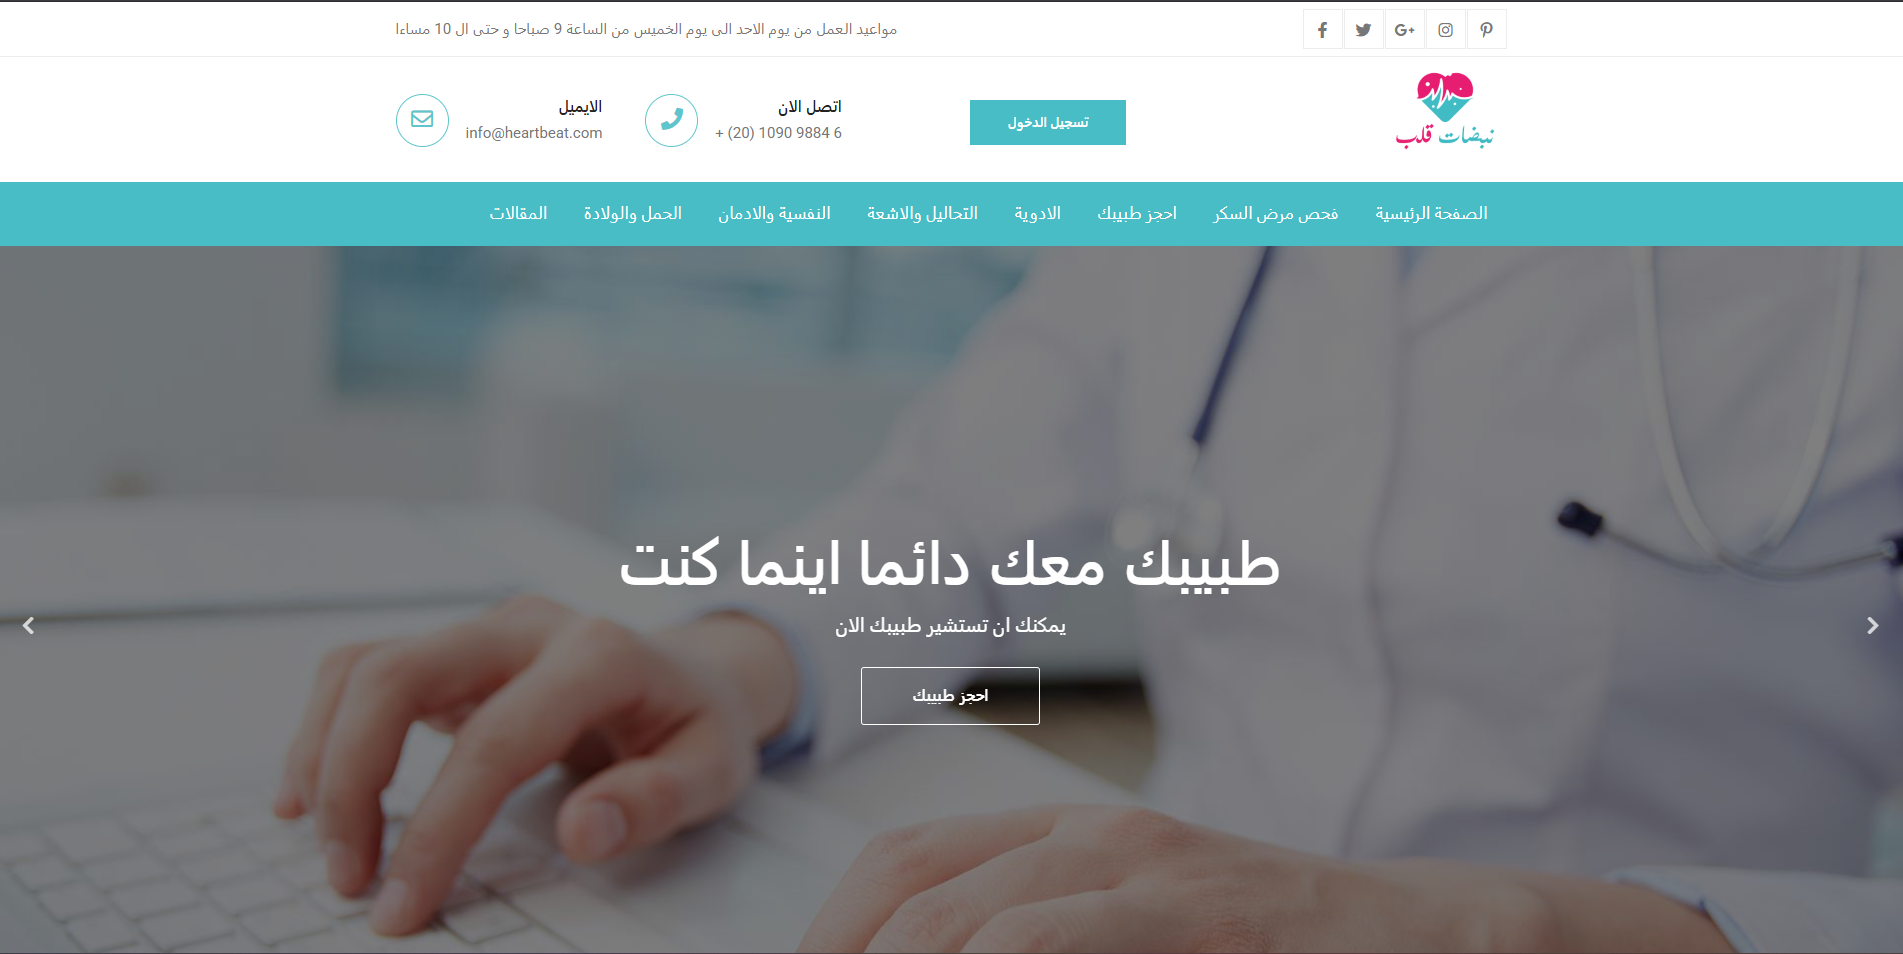 مواعيد العمل من يوم الاحد الى يوم الخميس من الساعة 9 صباحا و حتى ال 10 مساءا
نبضات قلب
تسجيل الدخول
اتصل الان
+ (20) 1090 9884 6
الايميل
info@heartbeat.com
الصفحة الرئيسية
فحص مرض السكر
احجز طبيبك
الادوية
التحاليل والاشعة
النفسية والادمان
الحمل والولادة
المقالات
طبيبك معك دائما اينما كنت
يمكنك ان تستشير طبيبك الان
احجز طبيبك